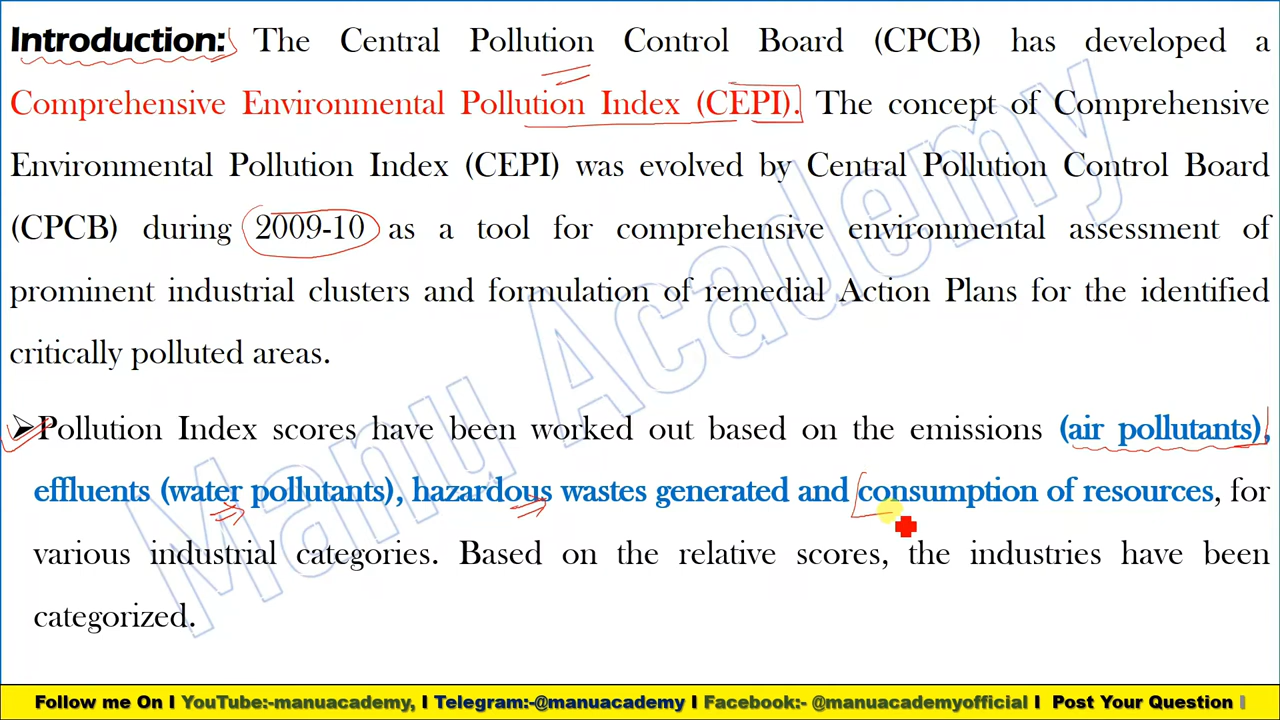 Introduction: The Central Pollution Control Board (CPCB) has developed a
Comprehensive Environmental Pollution Index (CEPI). The concept of Comprehensive
Environmental Pollution Index (CEPI) was evolved by Central Pollution Control Board
(CPCB) during 2009-10 as a tool for comprehensive environmental assessment of
prominent industrial clusters and formulation of remedial Action Plans for the identified
critically polluted areas.
➢Pollution Index scores have been worked out based on the emissions (air pollutants),
effluents (water pollutants), hazardous wastes generated and consumption of resources, for
various industrial categories. Based on the relative scores, the industries have been
categorized.
Manu Academy
Follow me On I YouTube:-manuacademy, I Telegram:-@manuacademy I Facebook:- @manuacademyofficial I Post Your Question I